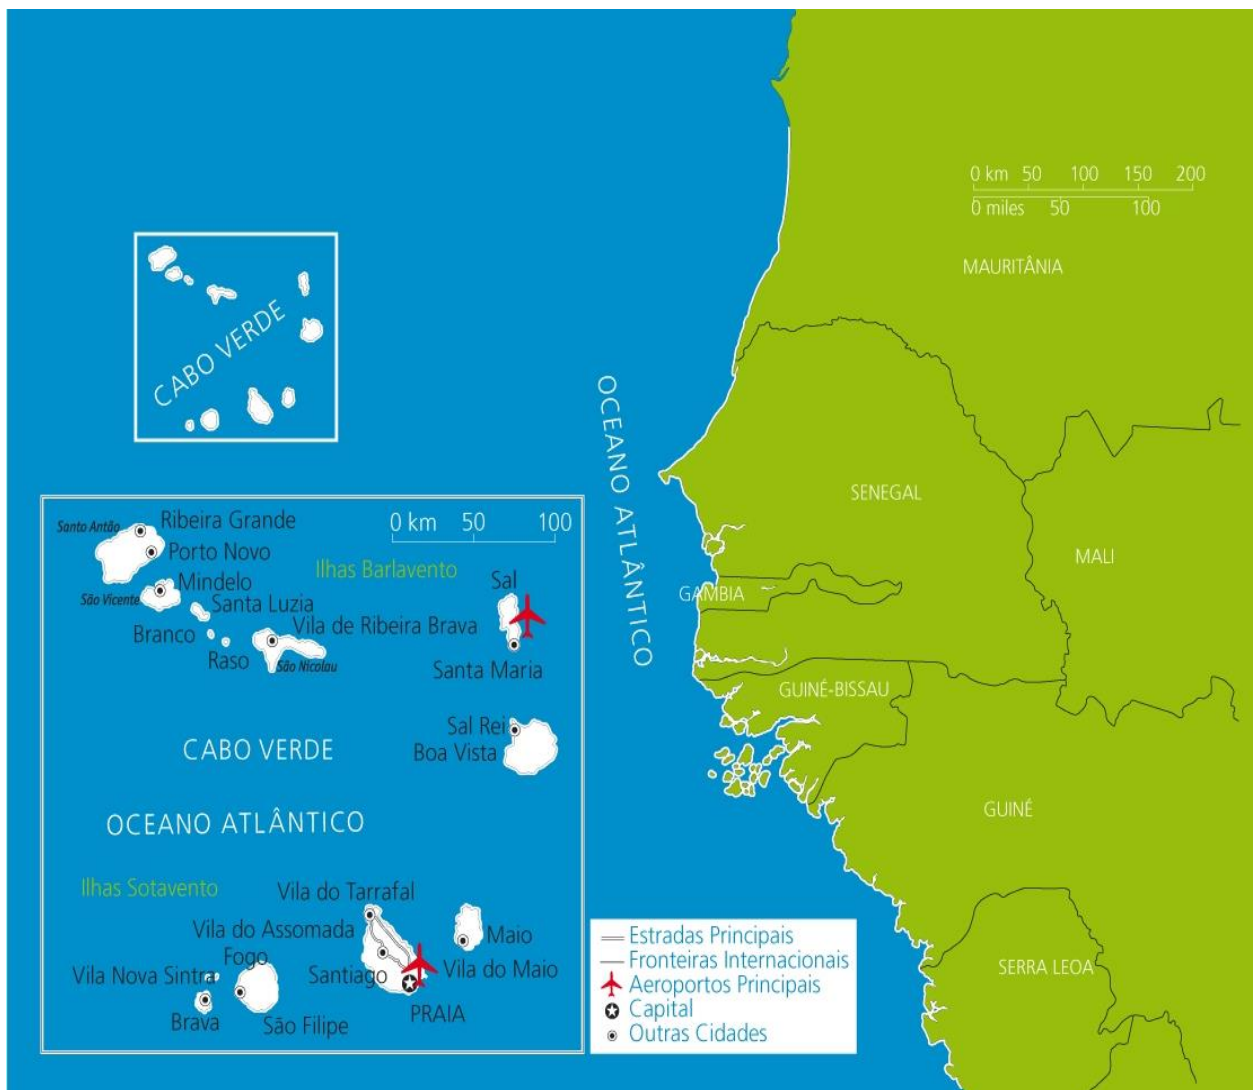 0 km 50 100 150 200
0 miles 50 100
MAURITÂNIA
CABO VERDE
OCEANO ATLÂNTICO
SENEGAL
MALI
GAMBIA
GUINÉ-BISSAU
GUINÉ
SERRA LEOA
0 km 50 100
Santo Antão
Ribeira Grande
Porto Novo
Ilhas Barlavento
Mindelo
São Vicente
Santa Luzia
Sal
Branco
Vila de Ribeira Brava
Raso
São Nicolau
Santa Maria
Sal Rei
CABO VERDE
Boa Vista
OCEANO ATLÂNTICO
Ilhas Sotavento
Vila do Tarrafal
Vila do Assomada
Maio
Fogo
Vila Nova Sintra
Santiago
Vila do Maio
Brava
São Filipe
PRAIA
Estradas Principais
Fronteiras Internacionais
Aeroportos Principais
Capital
Outras Cidades